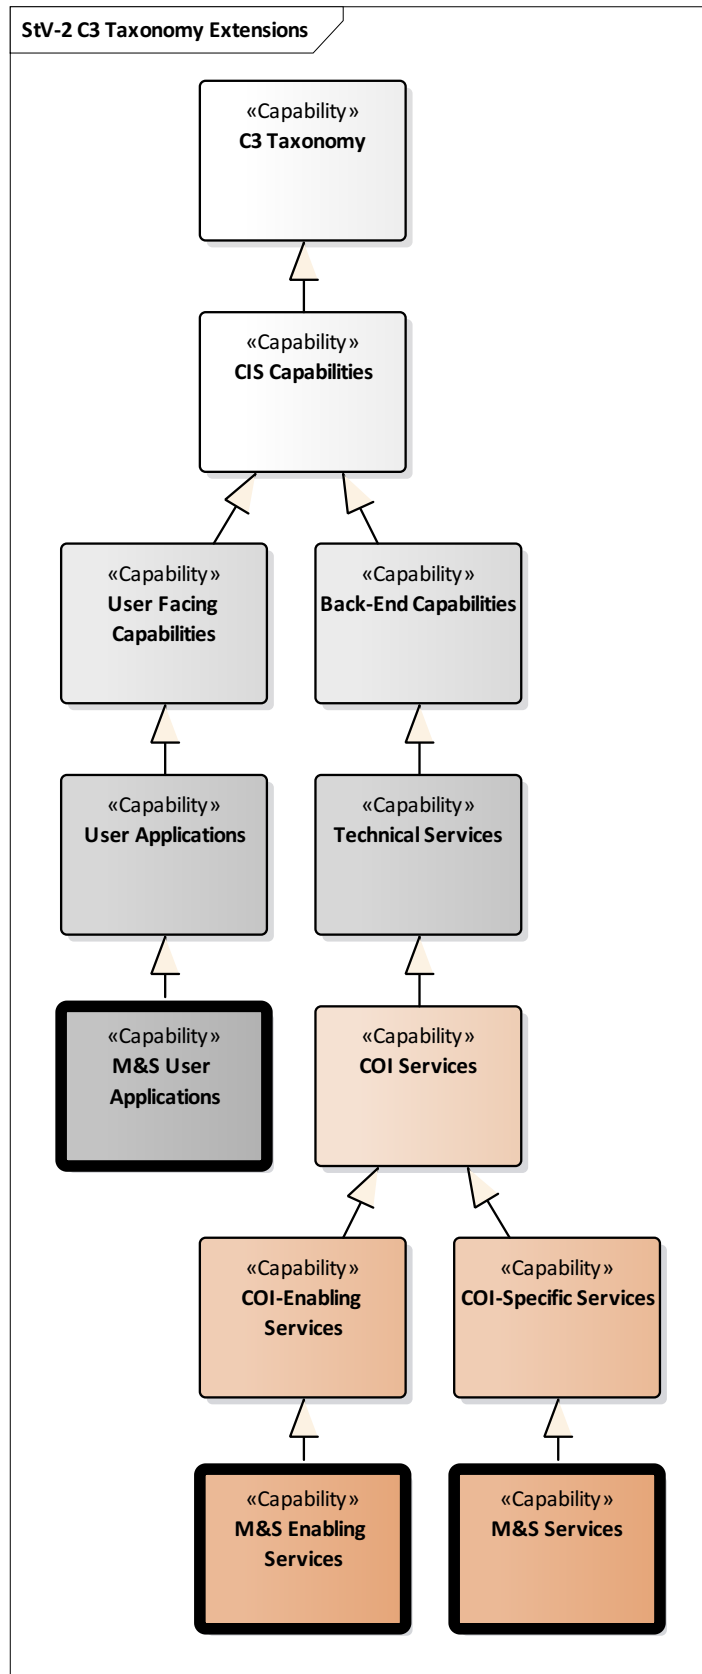 StV-2 C3 Taxonomy Extensions
«Capability»
C3 Taxonomy
«Capability»
CIS Capabilities
«Capability»
User Facing
Capabilities
«Capability»
Back-End Capabilities
«Capability»
User Applications
«Capability»
Technical Services
«Capability»
M&S User
Applications
«Capability»
COI Services
«Capability»
COI-Enabling
Services
«Capability»
COI-Specific Services
«Capability»
M&S Enabling
Services
«Capability»
M&S Services